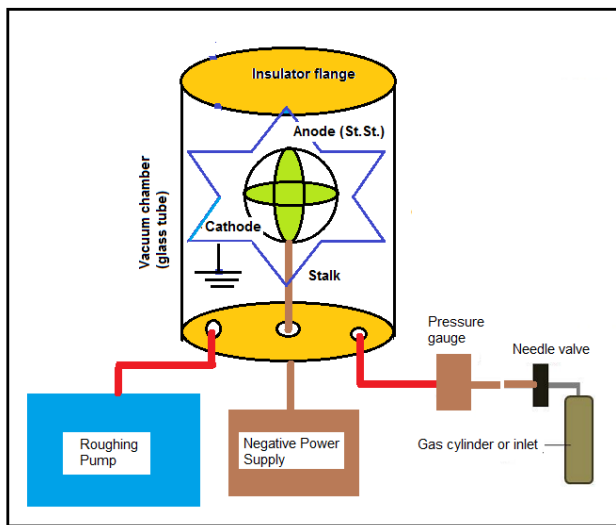 Insulator flange
Anode (St.St.)
Vacuum chamber
(glass tube)
Cathode
Stalk
Pressure
gauge
Needle valve
Roughing
Pump
Negative Power
Supply
Gas cylinder or inlet